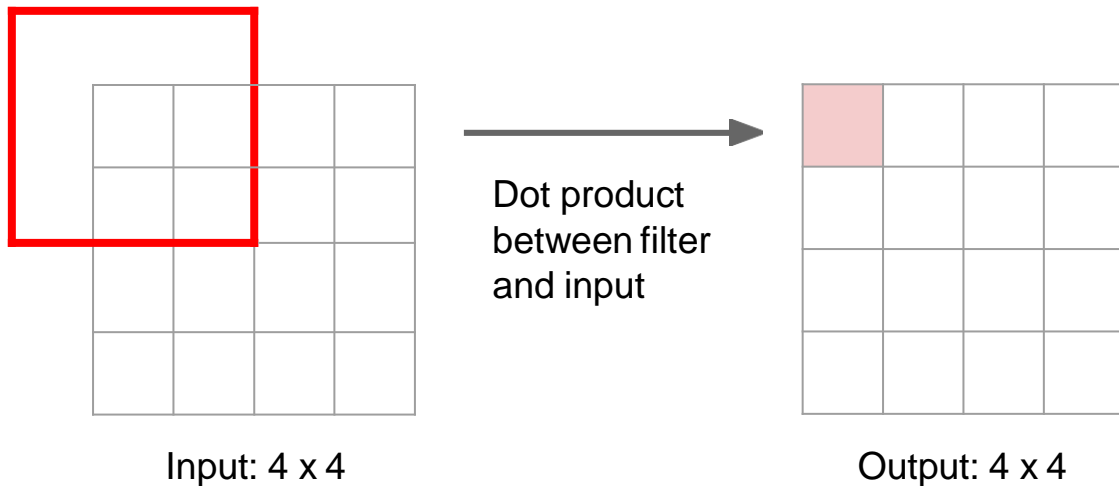 Dot product
between filter
and input
Input: 4 x 4
Output: 4 x 4